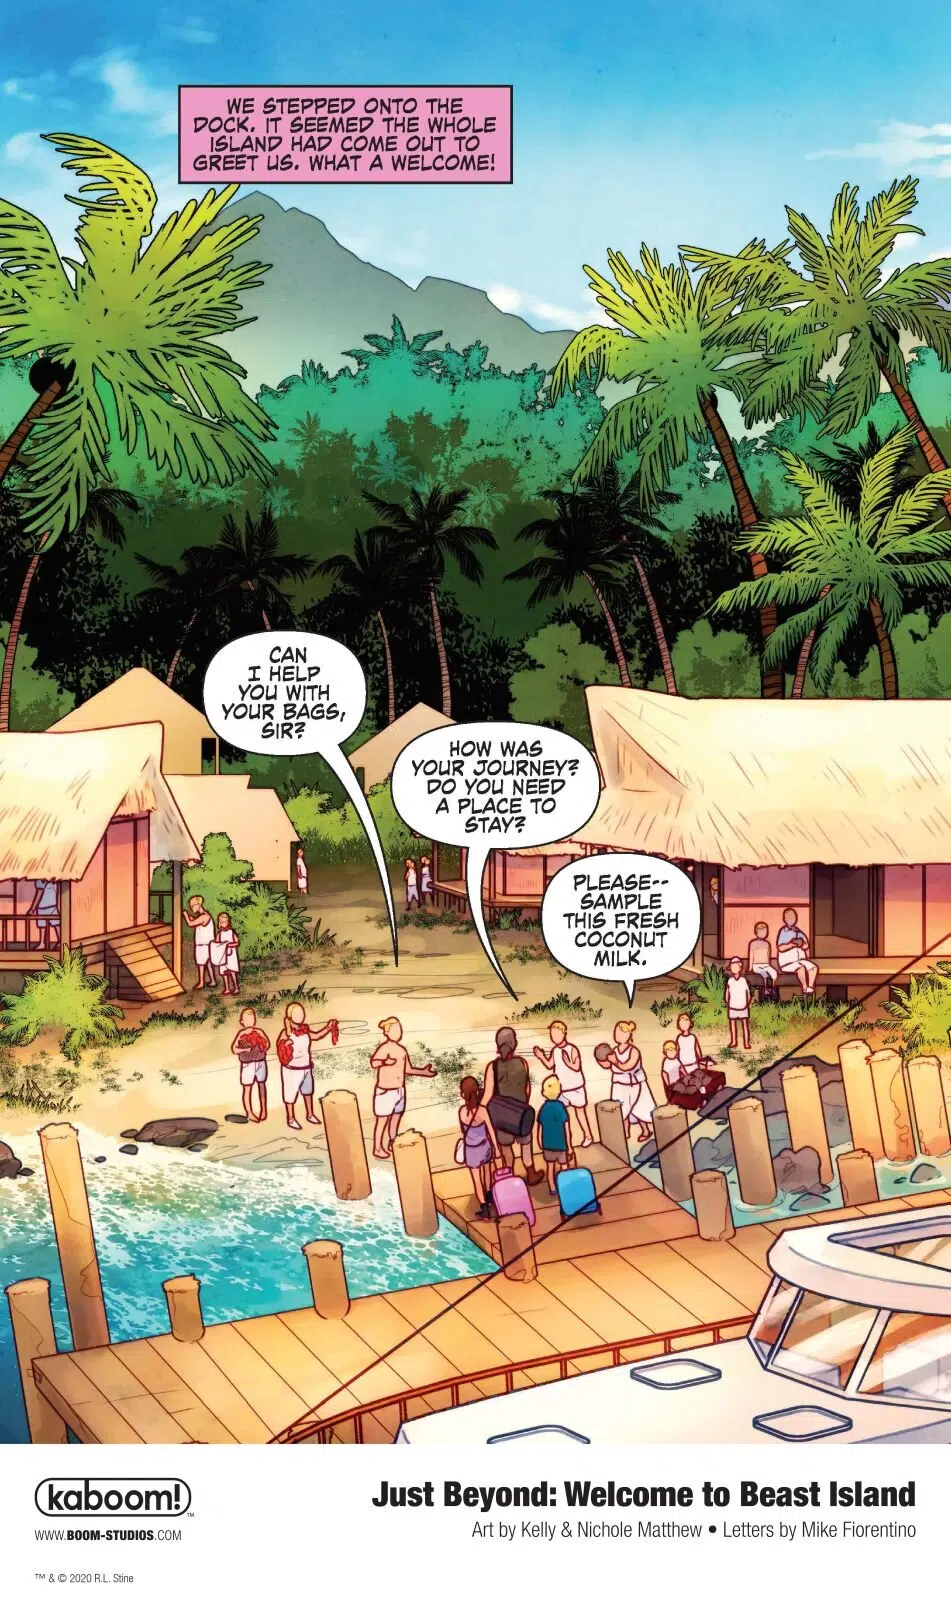 WE STEPPED ONTO THE
DOCK. IT SEEMED THE WHOLE
ISLAND HAD COME OUT TO
GREET US. WHAT A WELCOME!
CAN
I HELP
YOU WITH
YOUR BAGS,
SIR?
HOW WAS
YOUR JOURNEY?
DO YOU NEED
A PLACE TO
STAY?
PLEASE--
SAMPLE
THIS FRESH
COCONUT
MILK.
kaboom!™
WWW.BOOM-STUDIOS.COM
Just Beyond: Welcome to Beast Island
Art by Kelly & Nichole Matthew • Letters by Mike Fiorentino
™ & © 2020 R.L. Stine